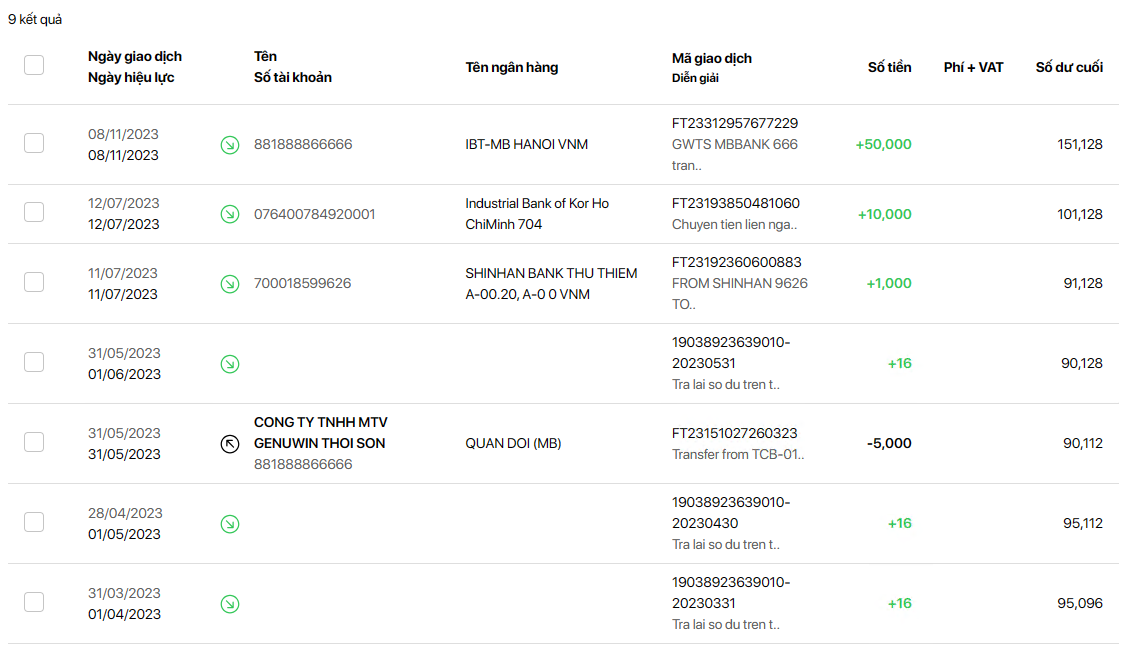 9 kết quả
Ngày giao dịch
Ngày hiệu lực
Tên
Số tài khoản
Tên ngân hàng
Mã giao dịch
Diễn giải
Số tiền
Phí + VAT
Số dư cuối
08/11/2023
08/11/2023
881888866666
IBT-MB HANOI VNM
FT23312957677229
GWTS MBBANK 666
tran..
+50,000
151,128
12/07/2023
12/07/2023
076400784920001
Industrial Bank of Kor Ho
ChiMinh 704
FT23193850481060
Chuyen tien lien nga..
+10,000
101,128
11/07/2023
11/07/2023
700018599626
SHINHAN BANK THU THIEM
A-00.20, A-0 0 VNM
FT23192360600883
FROM SHINHAN 9626
TO..
+1,000
91,128
31/05/2023
01/06/2023
19038923639010-
20230531
Tra lai so du tren t..
+16
90,128
31/05/2023
31/05/2023
CONG TY TNHH MTV
GENUWIN THOI SON
881888866666
QUAN DOI (MB)
FT23151027260323
Transfer from TCB-01..
-5,000
90,112
28/04/2023
01/05/2023
19038923639010-
20230430
Tra lai so du tren t..
+16
95,112
31/03/2023
01/04/2023
19038923639010-
20230331
Tra lai so du tren t..
+16
95,096